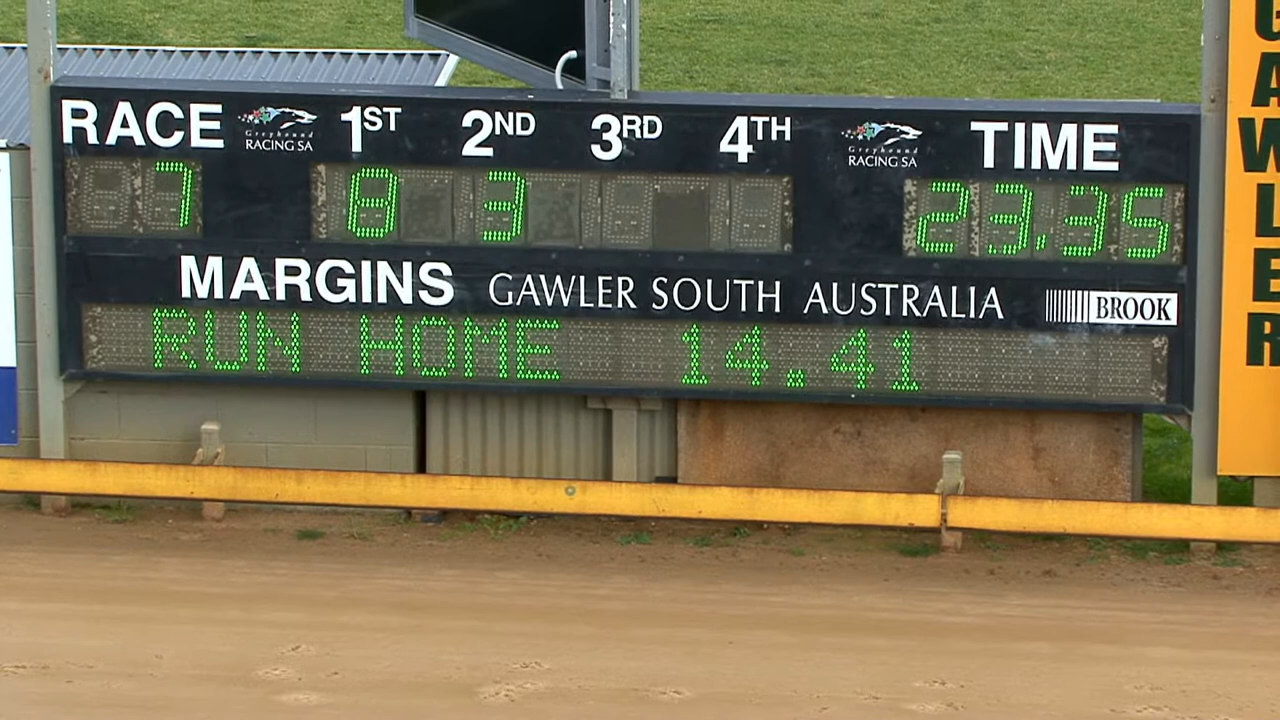 RACE
Greyhound
RACING SA
1ST 2ND 3RD 4TH
Greyhound
RACING SA
TIME
7 8 3 23.35
MARGINS GAWLER SOUTH AUSTRALIA BROOK
RUN HOME 14.41
GAWLER